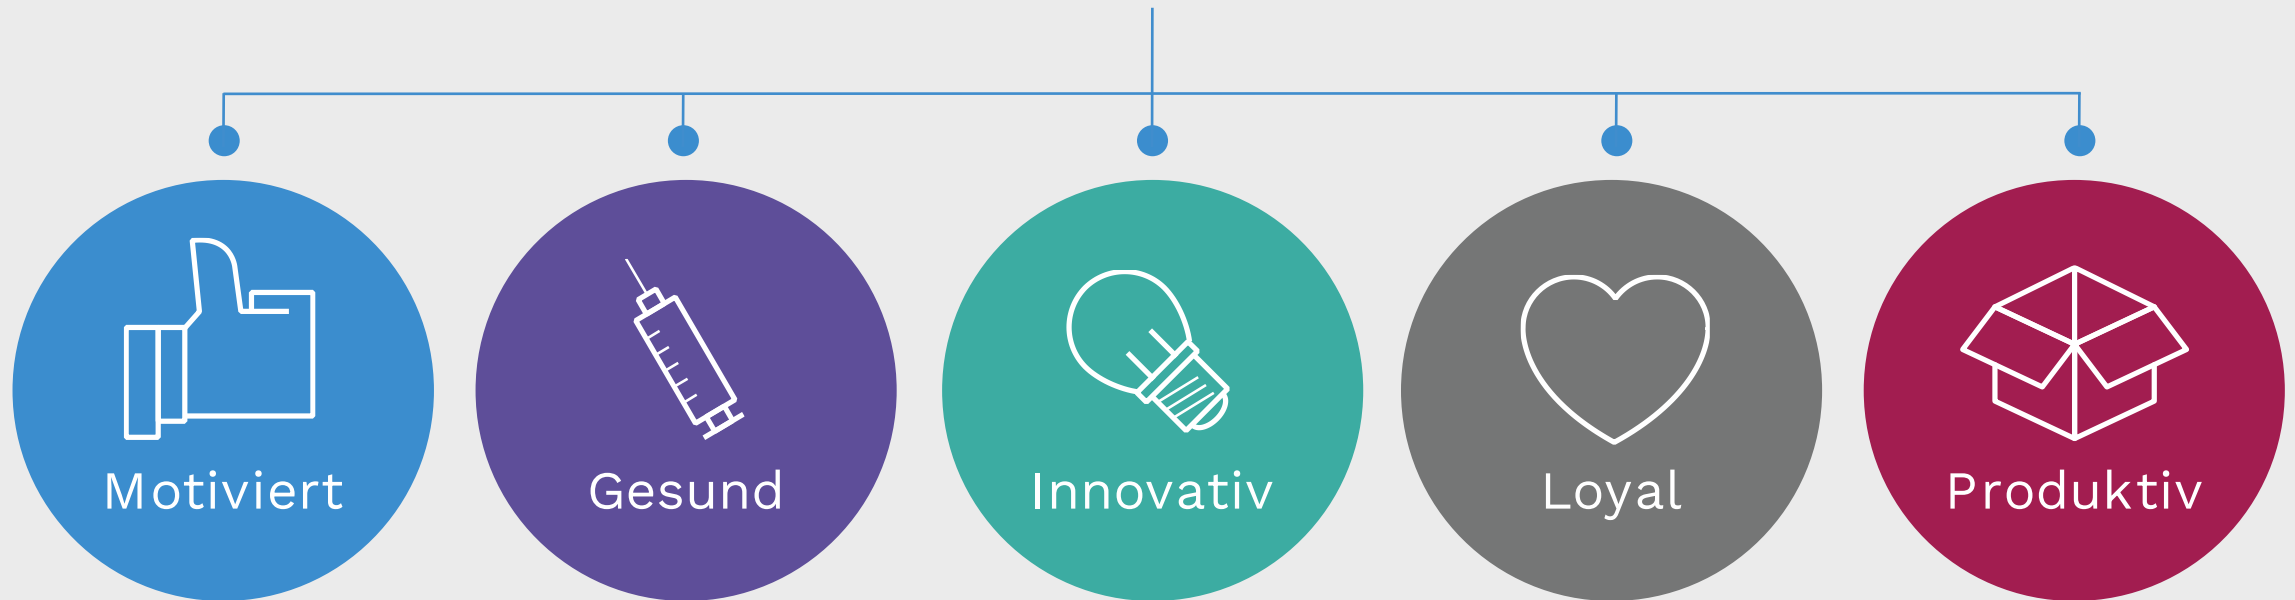 Motiviert
Gesund
Innovativ
Loyal
Produktiv